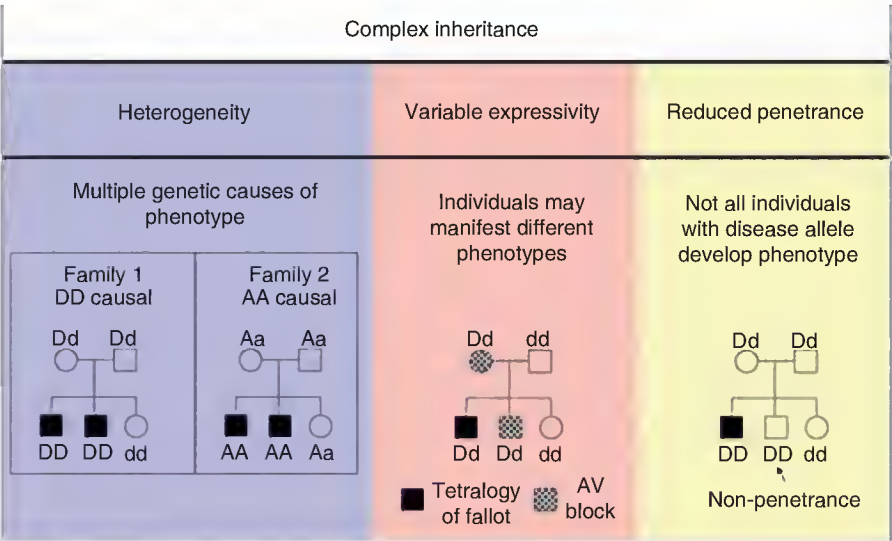 Complex inheritance
Heterogeneity
Variable expressivity
Reduced penetrance
Multiple genetic causes of
phenotype
Individuals may
manifest different
phenotypes
Not all individuals
with disease allele
develop phenotype
Family 1
DD causal
Dd Dd
DD DD dd
Family 2
AA causal
Aa Aa
AA AA Aa
Dd dd
Dd Dd dd
Tetralogy
of fallot
AV
block
Dd Dd
DD DD dd
Non-penetrance